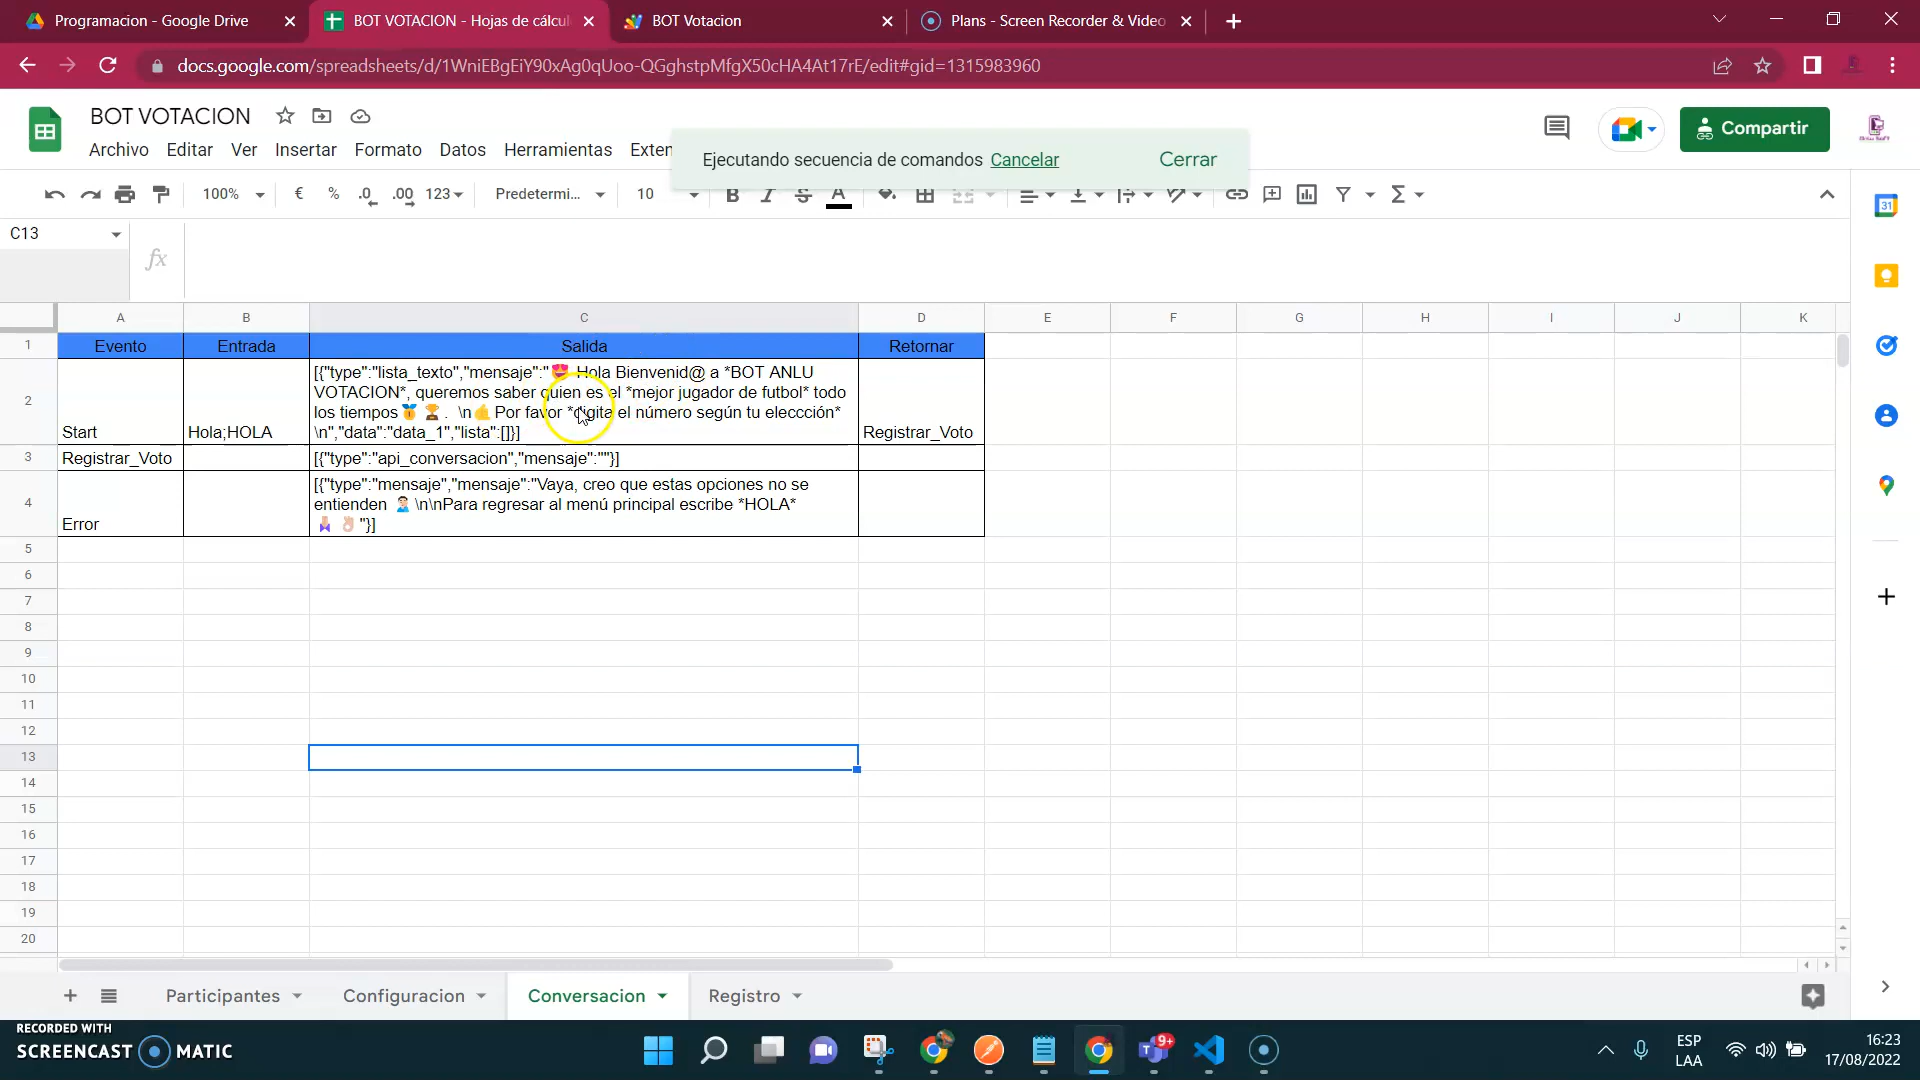 Programacion - Google Drive
BOT VOTACION - Hojas de cálcu
BOT Votacion
Plans - Screen Recorder & Video
docs.google.com/spreadsheets/d/1WniEBgEiY90xAg0qUoo-QGghstpMfgX50cHA4At17rE/edit#gid=1315983960
BOT VOTACION
Archivo Editar Ver Insertar Formato Datos Herramientas Exten
Ejecutando secuencia de comandos Cancelar Cerrar
Compartir
100% € % .0 .00 123 Predetermi... 10 B I S A
C13
fx
A B C D E F G H I J K
1 Evento Entrada Salida Retornar
[{"type":"lista_texto","mensaje":"😍 Hola Bienvenid@ a *BOT ANLU
VOTACION*, queremos saber quien es el *mejor jugador de futbol* todo
los tiempos🥇🏆. \n🤙Por favor *digita el número según tu eleccción*
2 Start Hola;HOLA \n","data":"data_1","lista":[]}] Registrar_Voto
3 Registrar_Voto [{"type":"api_conversacion","mensaje":""}]
[{"type":"mensaje","mensaje":"Vaya, creo que estas opciones no se
entienden 🤦🏻‍♂️\n\nPara regresar al menú principal escribe *HOLA*
4 Error "}]
5
6
7
8
9
10
11
12
13
14
15
16
17
18
19
20
Participantes
Configuracion
Conversacion
Registro
RECORDED WITH
SCREENCAST MATIC
9+
ESP
LAA
16:23
17/08/2022
31